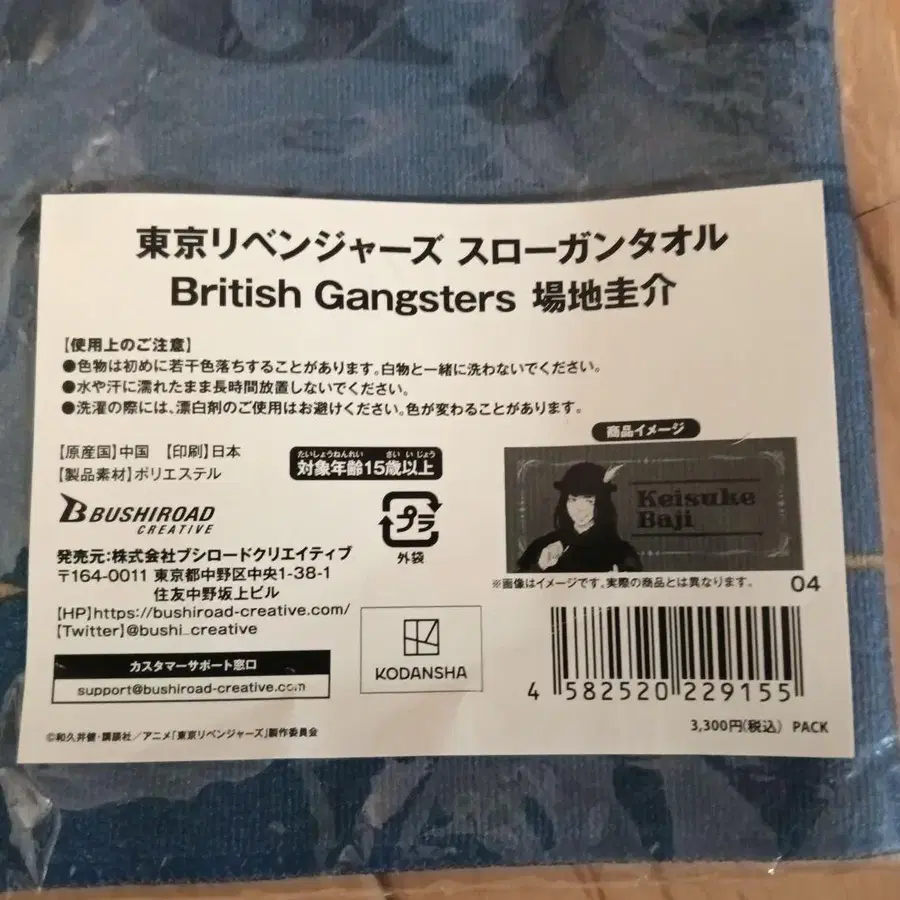 東京リベンジャーズ スローガンタオル
British Gangsters 場地圭介
【使用上のご注意】
●色物は初めに若干色落ちすることがあります。白物と一緒に洗わないでください。
●水や汗に濡れたまま長時間放置しないでください。
●洗濯の際には、漂白剤のご使用はお避けください。色が変わることがあります。
【原産国】中国 【印刷】日本
【製品素材】ポリエステル
たいしょうねんれい さいいじょう
対象年齢15歳以上
商品イメージ
Keisuke
Baji
BUSHIROAD
CREATIVE
プラ
外袋
発売元:株式会社ブシロードクリエイティブ
〒164-0011 東京都中野区中央1-38-1
住友中野坂上ビル
【HP】https://bushiroad-creative.com/
【Twitter】@bushi_creative
※画像はイメージです。実際の商品とは異なります。
04
カスタマーサポート窓口
support@bushiroad-creative.com
KODANSHA
4 582520 229155
3,300円(税込) PACK
©和久井健・講談社/アニメ「東京リベンジャーズ」製作委員会